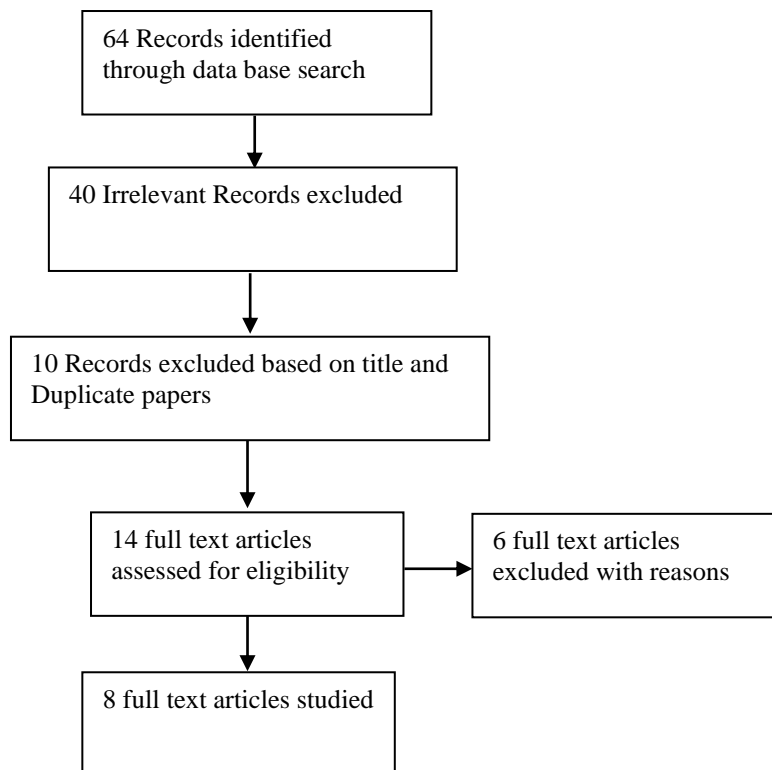 64 Records identified
through data base search
40 Irrelevant Records excluded
10 Records excluded based on title and
Duplicate papers
14 full text articles
assessed for eligibility
6 full text articles
excluded with reasons
8 full text articles studied